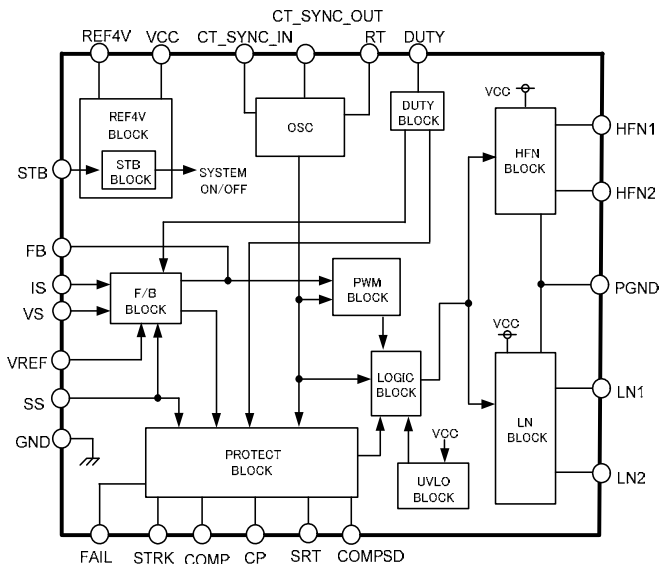 CT_SYNC_OUT
REF4V
VCC
CT_SYNC_IN
RT
DUTY
REF4V
BLOCK
STB
BLOCK
SYSTEM
ON/OFF
OSC
DUTY
BLOCK
VCC
HFN
BLOCK
HFN1
HFN2
STB
FB
IS
VS
VREF
SS
GND
F/B
BLOCK
PWM
BLOCK
LOGIC
BLOCK
PGND
VCC
LN
BLOCK
LN1
LN2
PROTECT
BLOCK
VCC
UVLO
BLOCK
FAIL
STRK
COMP
CP
SRT
COMPSD